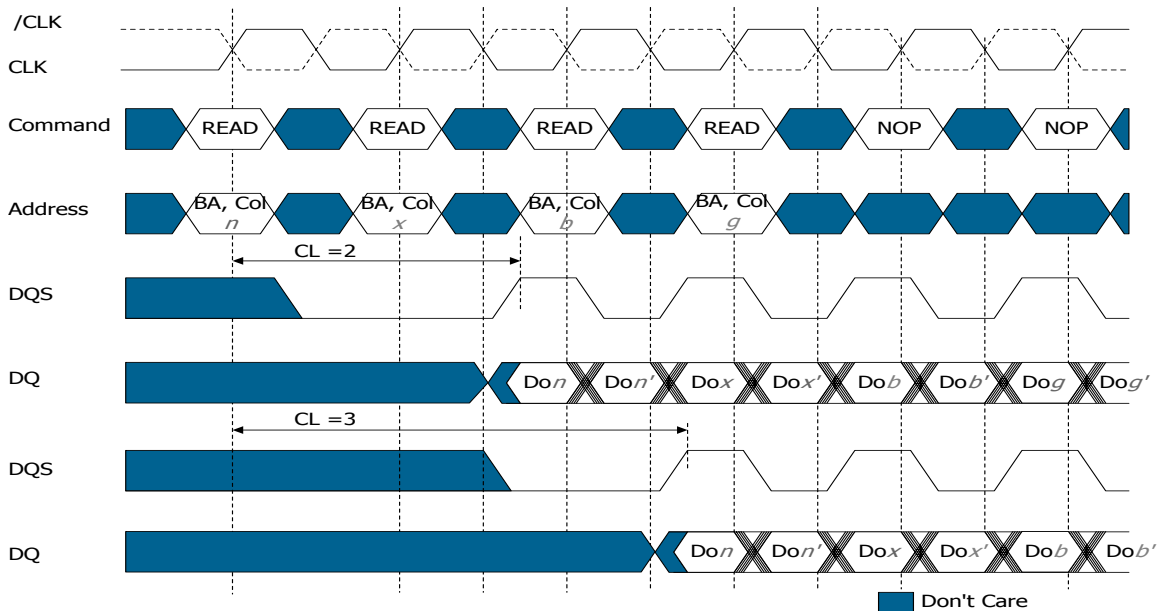 /CLK
CLK
Command READ READ READ READ NOP NOP
Address BA, Col n BA, Col x BA, Col b BA, Col g
CL =2
DQS
DQ Don Don' Dox Dox' Dob Dob' Dog Dog'
CL =3
DQS
DQ Don Don' Dox Dox' Dob Dob'
Don't Care